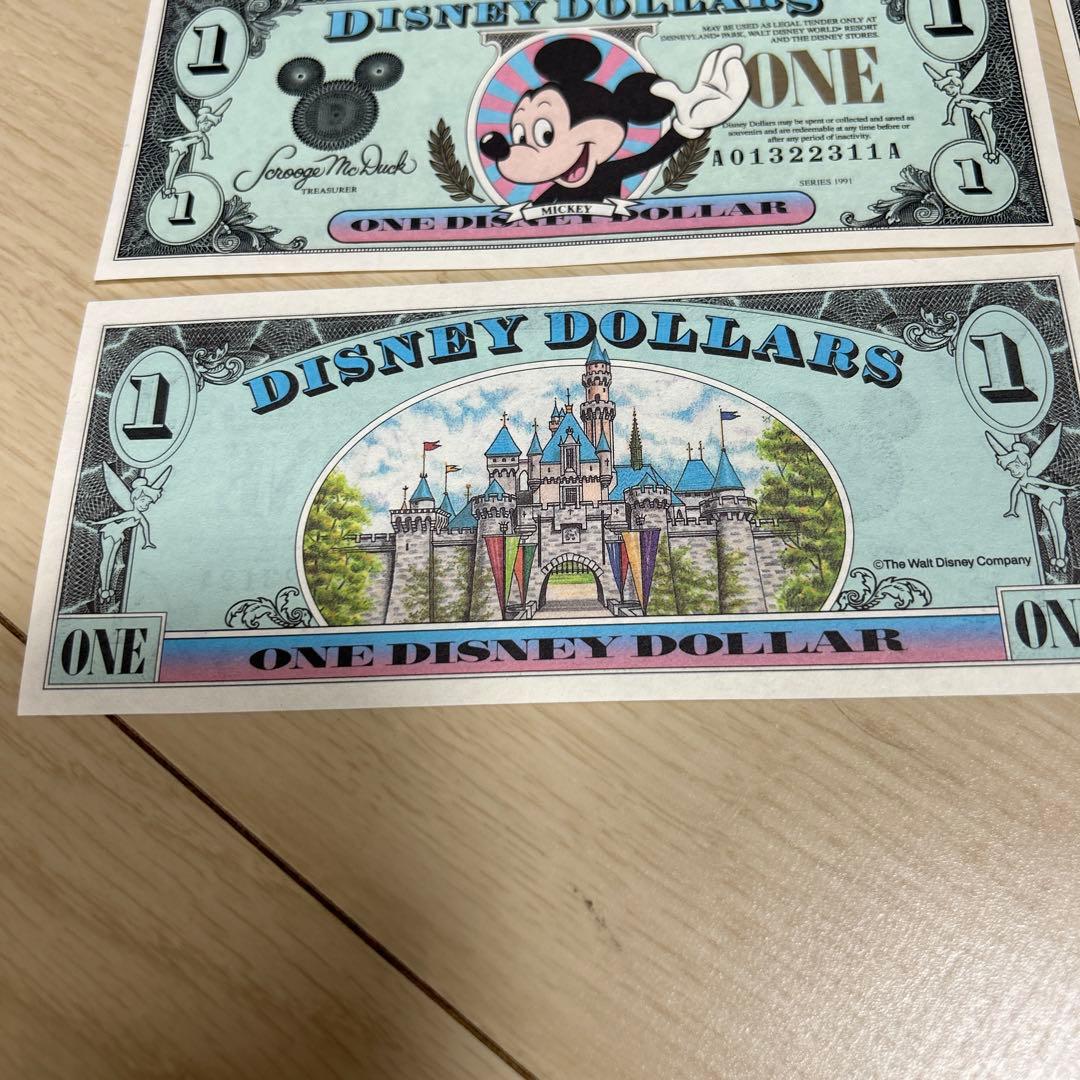 DISNEY DOLLARS
1
1
MAY BE USED AS LEGAL TENDER ONLY AT
DISNEYLAND® PARK, WALT DISNEY WORLD® RESORT
AND THE DISNEY STORES.
ONE
Disney Dollars may be spent or collected and saved as
souvenirs and are redeemable at any time before or
after any period of inactivity.
A01322311A
SERIES 1991
D
Scrooge McDuck
TREASURER
1
1
MICKEY
ONE DISNEY DOLLAR
DISNEY DOLLARS
1
1
©The Walt Disney Company
ONE
ONE DISNEY DOLLAR
ON